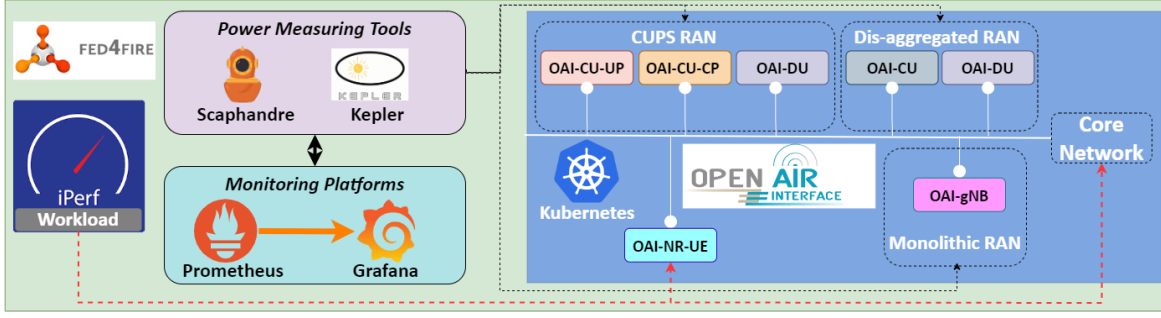 FED4FIRE
iPerf
Workload
Power Measuring Tools
KEPLER
Scaphandre
Kepler
Monitoring Platforms
Prometheus
Grafana
CUPS RAN
OAI-CU-UP
OAI-CU-CP
OAI-DU
Dis-aggregated RAN
OAI-CU
OAI-DU
Core
Network
Kubernetes
OPEN AIR
INTERFACE
OAI-NR-UE
OAI-gNB
Monolithic RAN